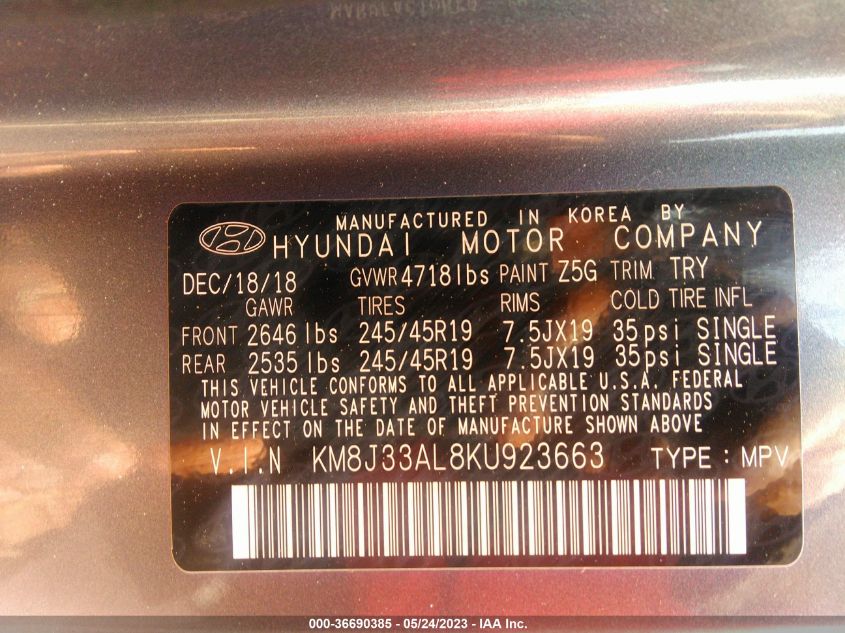 MANUFACTURED IN KOREA BY
HYUNDAI MOTOR COMPANY
DEC/18/18 GVWR 4718lbs PAINT Z5G TRIM TRY
GAWR TIRES RIMS COLD TIRE INFL
FRONT 2646 lbs 245/45R19 7.5JX19 35psi SINGLE
REAR 2535 lbs 245/45R19 7.5JX19 35psi SINGLE
THIS VEHICLE CONFORMS TO ALL APPLICABLE U.S.A. FEDERAL
MOTOR VEHICLE SAFETY AND THEFT PREVENTION STANDARDS
IN EFFECT ON THE DATE OF MANUFACTURE SHOWN ABOVE
V.I.N KM8J33AL8KU923663 TYPE : MPV
000-36690385 - 05/24/2023 - IAA Inc.